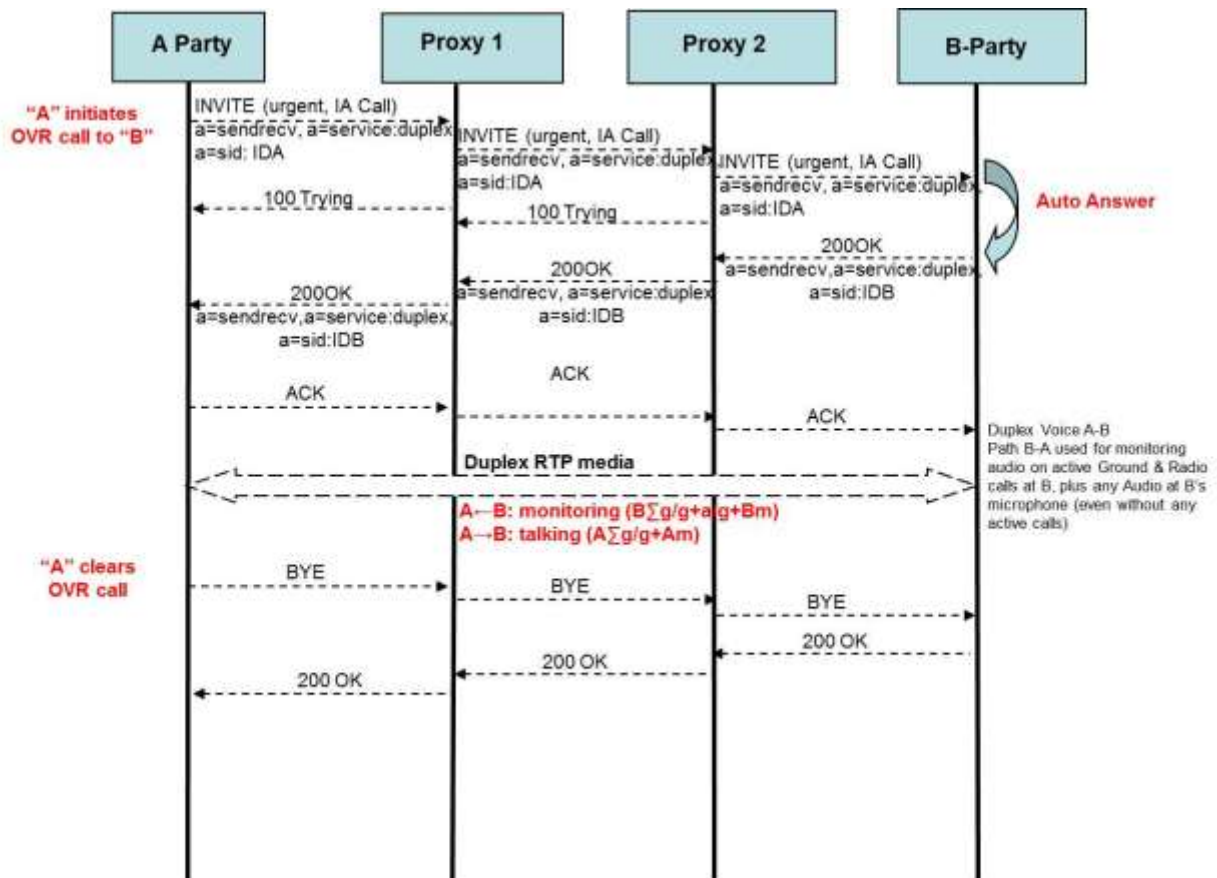 A Party
Proxy 1
Proxy 2
B-Party
“A” initiates
OVR call to “B”
INVITE (urgent, IA Call)
a=sendrecv, a=service:duplex
a=sid: IDA
INVITE (urgent, IA Call)
a=sendrecv, a=service:duplex,
a=sid:IDA
INVITE (urgent, IA Call)
a=sendrecv, a=service:duplex,
a=sid:IDA
100 Trying
100 Trying
Auto Answer
200OK
a=sendrecv,a=service:duplex,
a=sid:IDB
200OK
a=sendrecv, a=service:duplex,
a=sid:IDB
200OK
a=sendrecv,a=service:duplex,
a=sid:IDB
ACK
ACK
ACK
Duplex Voice A-B
Path B-A used for monitoring
audio on active Ground & Radio
calls at B, plus any Audio at B's
microphone (even without any
active calls)
Duplex RTP media
A←B: monitoring (B∑g/g+a/g+Bm)
A→B: talking (A∑g/g+Am)
“A” clears
OVR call
BYE
BYE
BYE
200 OK
200 OK
200 OK